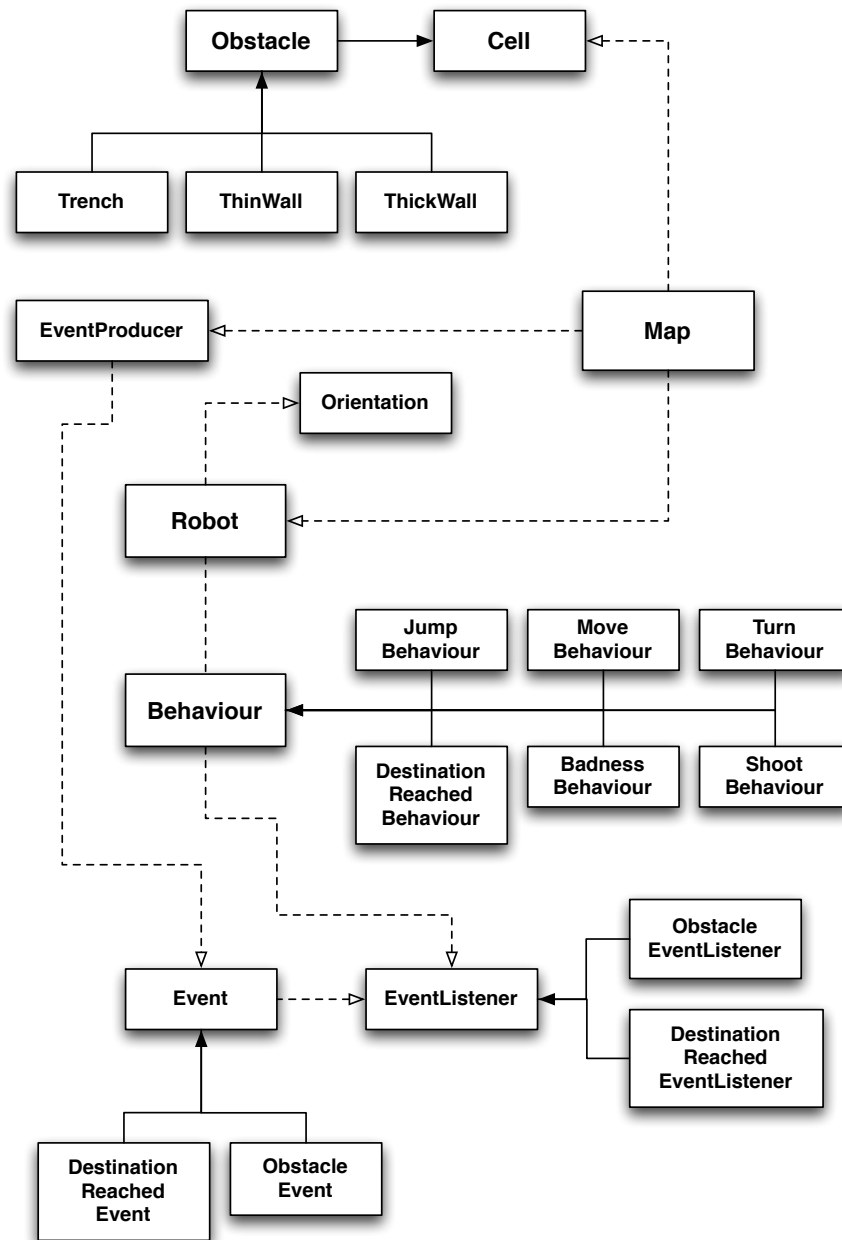 Obstacle
Cell
Trench
ThinWall
ThickWall
EventProducer
Map
Orientation
Robot
Jump
Behaviour
Move
Behaviour
Turn
Behaviour
Behaviour
Destination
Reached
Behaviour
Badness
Behaviour
Shoot
Behaviour
Obstacle
EventListener
Event
EventListener
Destination
Reached
EventListener
Destination
Reached
Event
Obstacle
Event